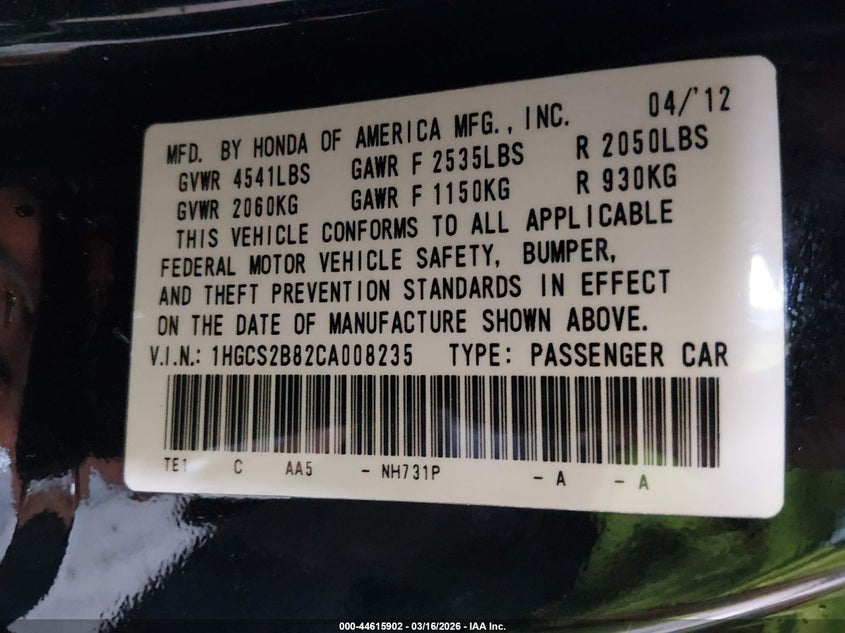 MFD. BY HONDA OF AMERICA MFG., INC. 04/'12
GVWR 4541LBS GAWR F 2535LBS R 2050LBS
GVWR 2060KG GAWR F 1150KG R 930KG
THIS VEHICLE CONFORMS TO ALL APPLICABLE
FEDERAL MOTOR VEHICLE SAFETY, BUMPER,
AND THEFT PREVENTION STANDARDS IN EFFECT
ON THE DATE OF MANUFACTURE SHOWN ABOVE.
V.I.N.: 1HGCS2B82CA008235 TYPE: PASSENGER CAR
TE1 C AA5 - NH731P - A - A
000-44615902 - 03/16/2026 - IAA Inc.